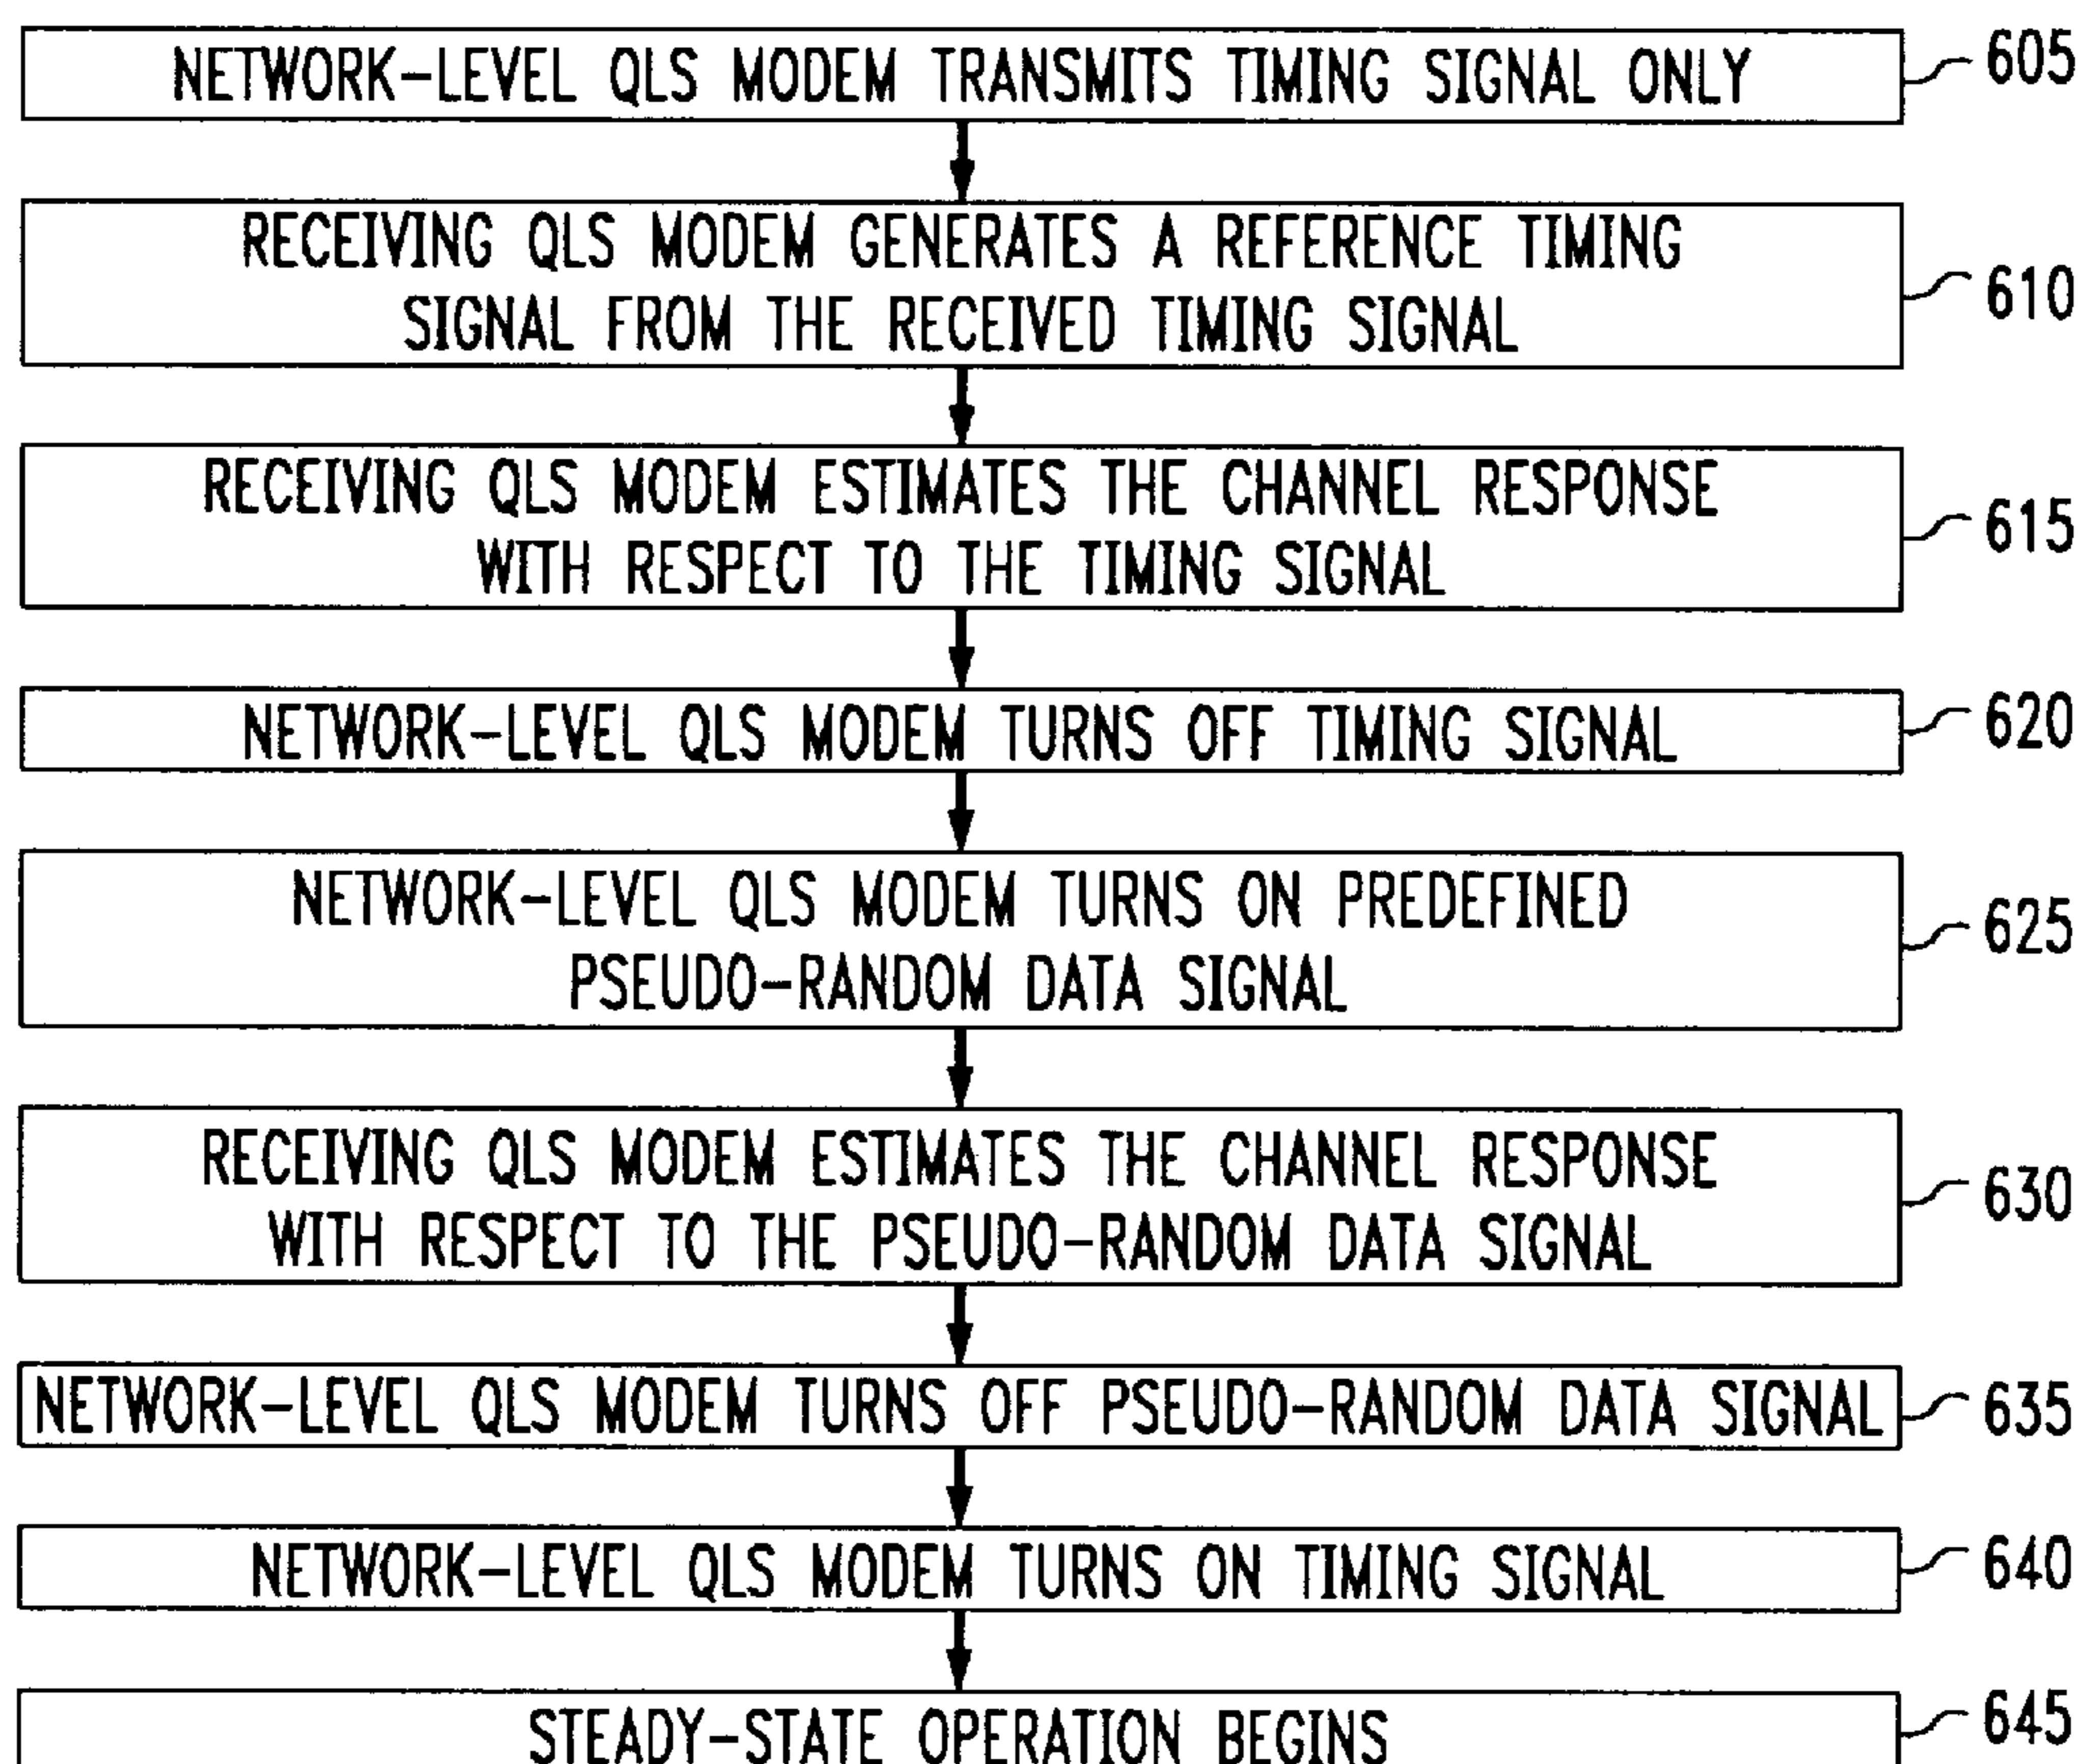 NETWORK-LEVEL QLS MODEM TRANSMITS TIMING SIGNAL ONLY
605
RECEIVING QLS MODEM GENERATES A REFERENCE TIMING
SIGNAL FROM THE RECEIVED TIMING SIGNAL
610
RECEIVING QLS MODEM ESTIMATES THE CHANNEL RESPONSE
WITH RESPECT TO THE TIMING SIGNAL
615
NETWORK-LEVEL QLS MODEM TURNS OFF TIMING SIGNAL
620
NETWORK-LEVEL QLS MODEM TURNS ON PREDEFINED
PSEUDO-RANDOM DATA SIGNAL
625
RECEIVING QLS MODEM ESTIMATES THE CHANNEL RESPONSE
WITH RESPECT TO THE PSEUDO-RANDOM DATA SIGNAL
630
NETWORK-LEVEL QLS MODEM TURNS OFF PSEUDO-RANDOM DATA SIGNAL
635
NETWORK-LEVEL QLS MODEM TURNS ON TIMING SIGNAL
640
STEADY-STATE OPERATION BEGINS
645